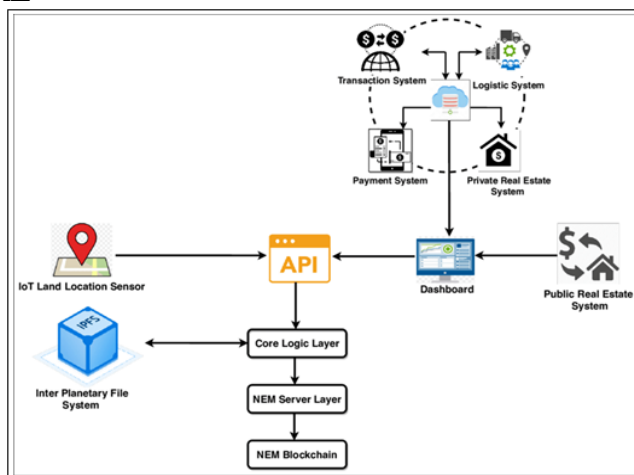 Transaction System
Logistic System
Payment System
Private Real Estate
System
API
IoT Land Location Sensor
Dashboard
Public Real Estate
System
IPFS
Core Logic Layer
Inter Planetary File
System
NEM Server Layer
NEM Blockchain